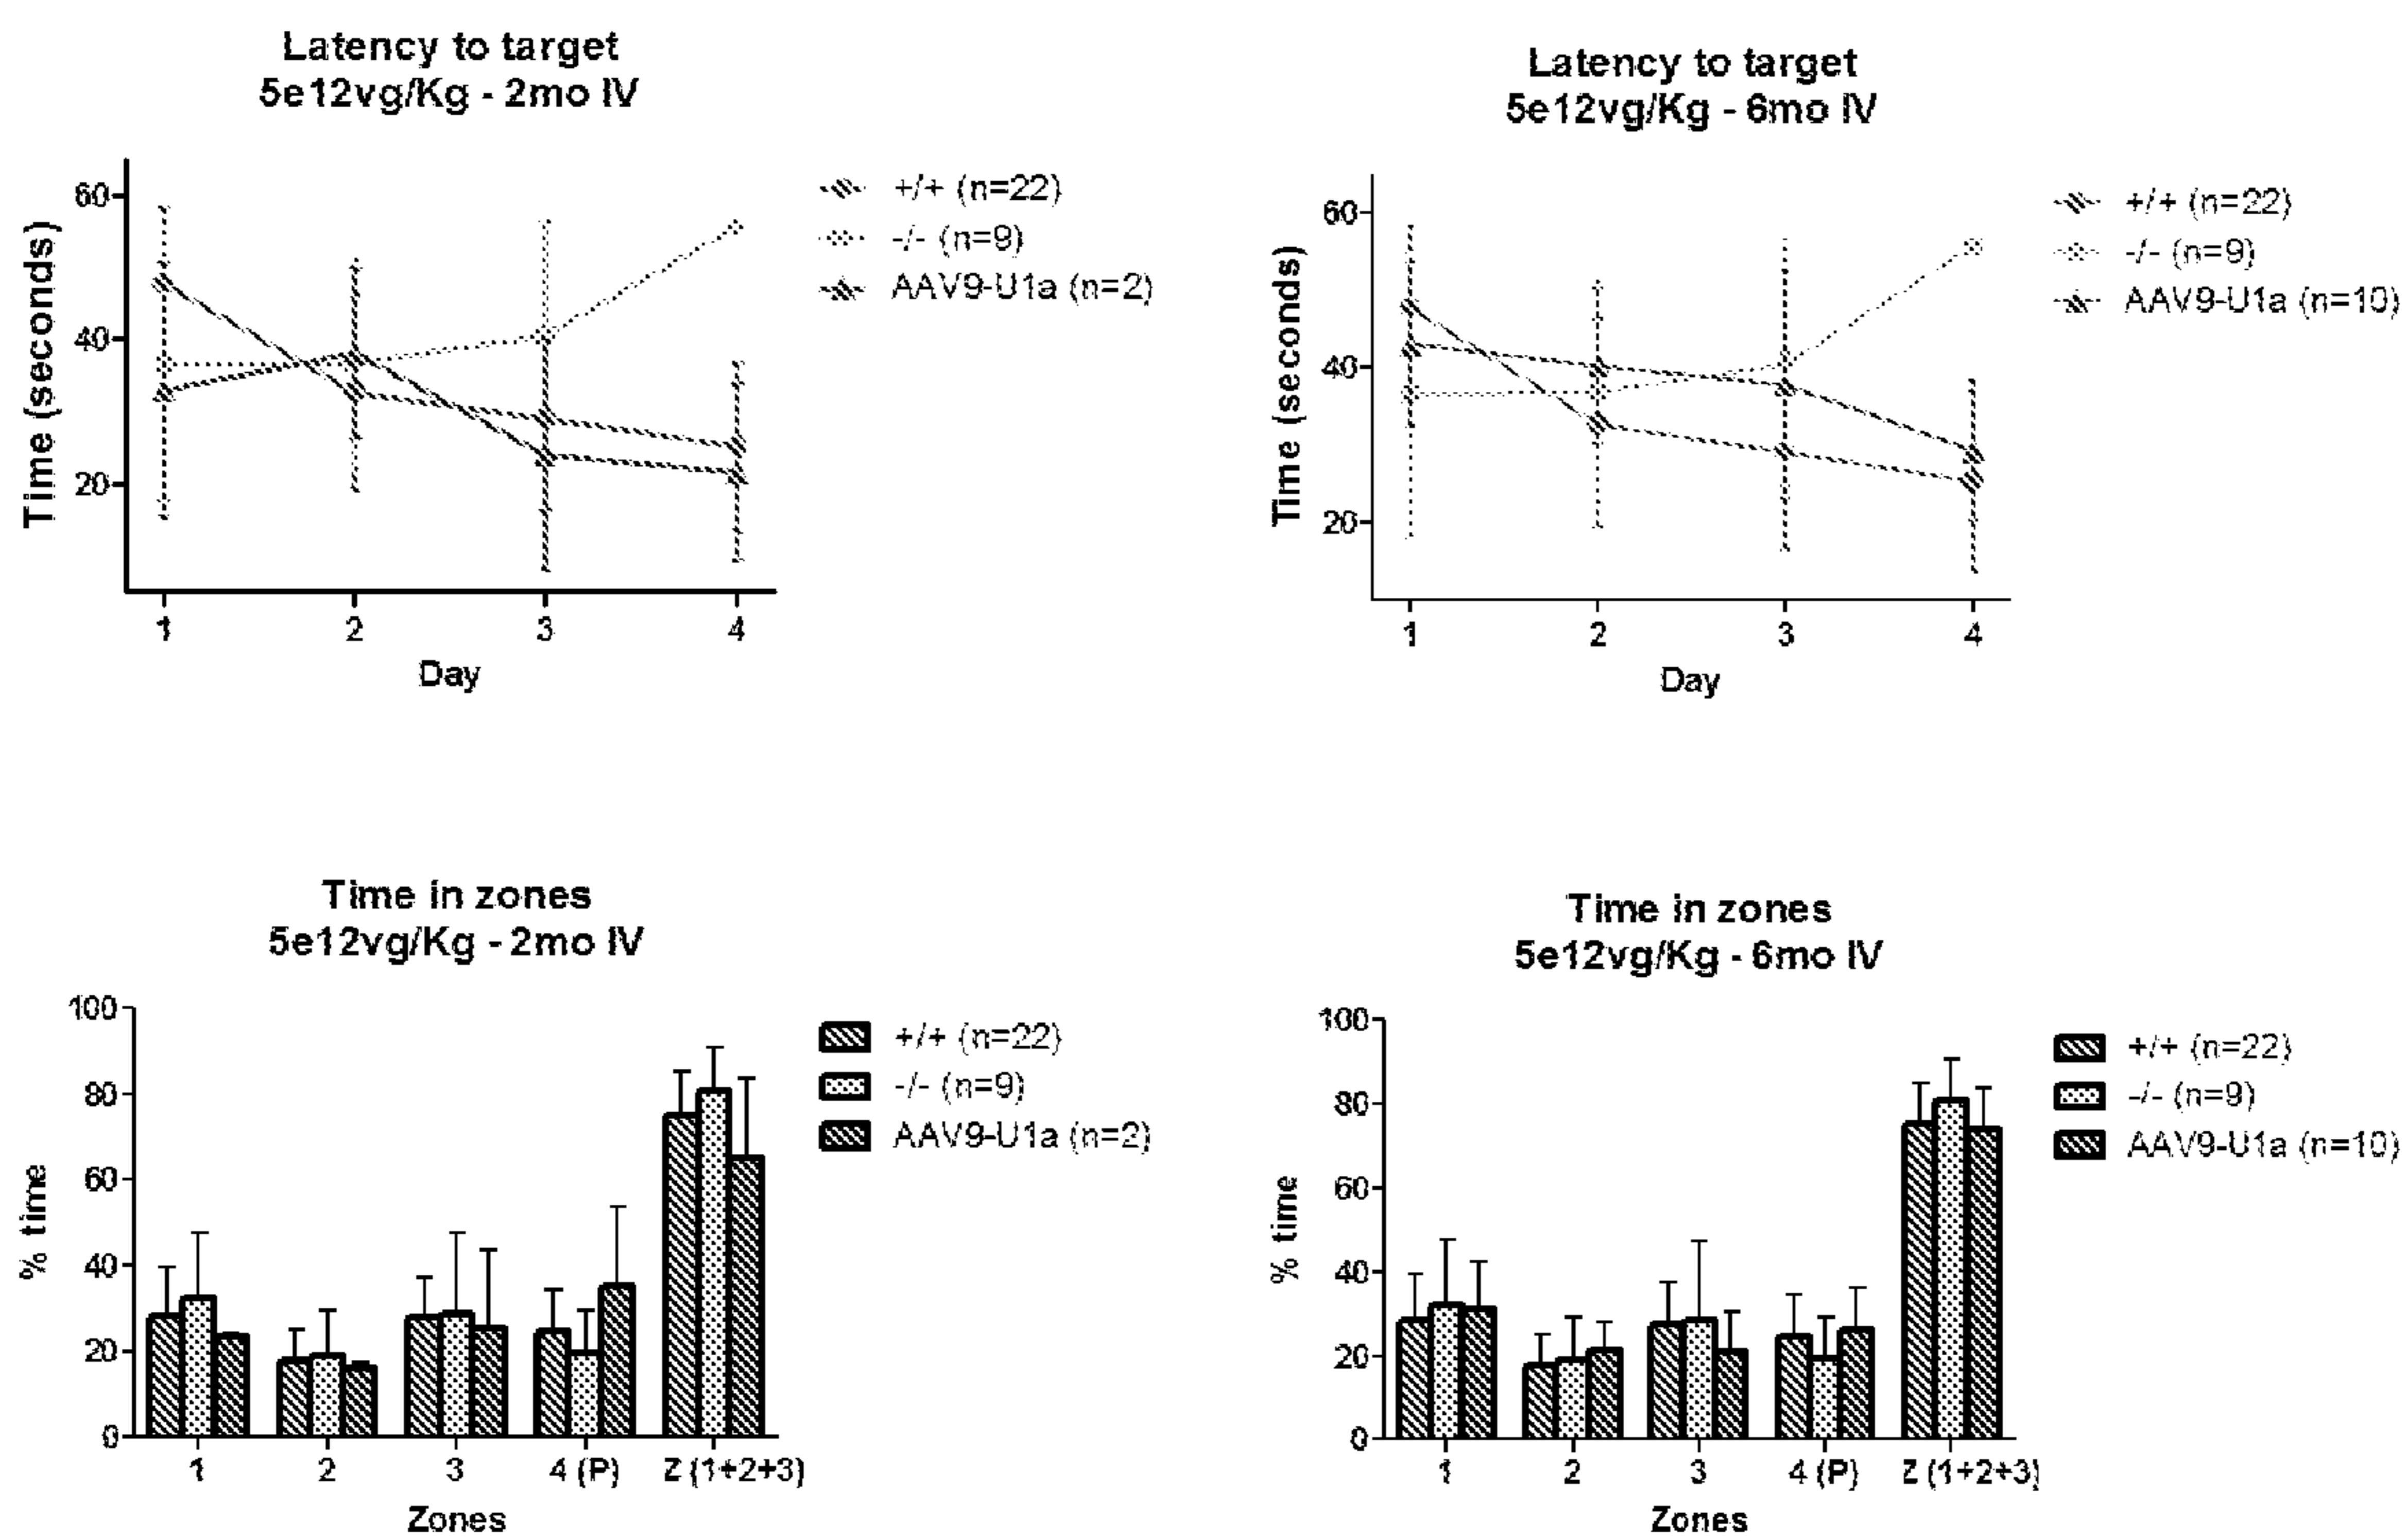 Latency to target
5e12vg/Kg - 2mo IV
Time (seconds)
60
40
20
1 2 3 4
Day
+/+ (n=22)
-/- (n=9)
AAV9-U1a (n=2)
Latency to target
5e12vg/Kg - 6mo IV
Time (seconds)
60
40
20
1 2 3 4
Day
+/+ (n=22)
-/- (n=9)
AAV9-U1a (n=10)
Time in zones
5e12vg/Kg - 2mo IV
% time
100
80
60
40
20
0
1 2 3 4 (P) Z (1+2+3)
Zones
+/+ (n=22)
-/- (n=9)
AAV9-U1a (n=2)
Time in zones
5e12vg/Kg - 6mo IV
% time
100
80
60
40
20
0
1 2 3 4 (P) Z (1+2+3)
Zones
+/+ (n=22)
-/- (n=9)
AAV9-U1a (n=10)